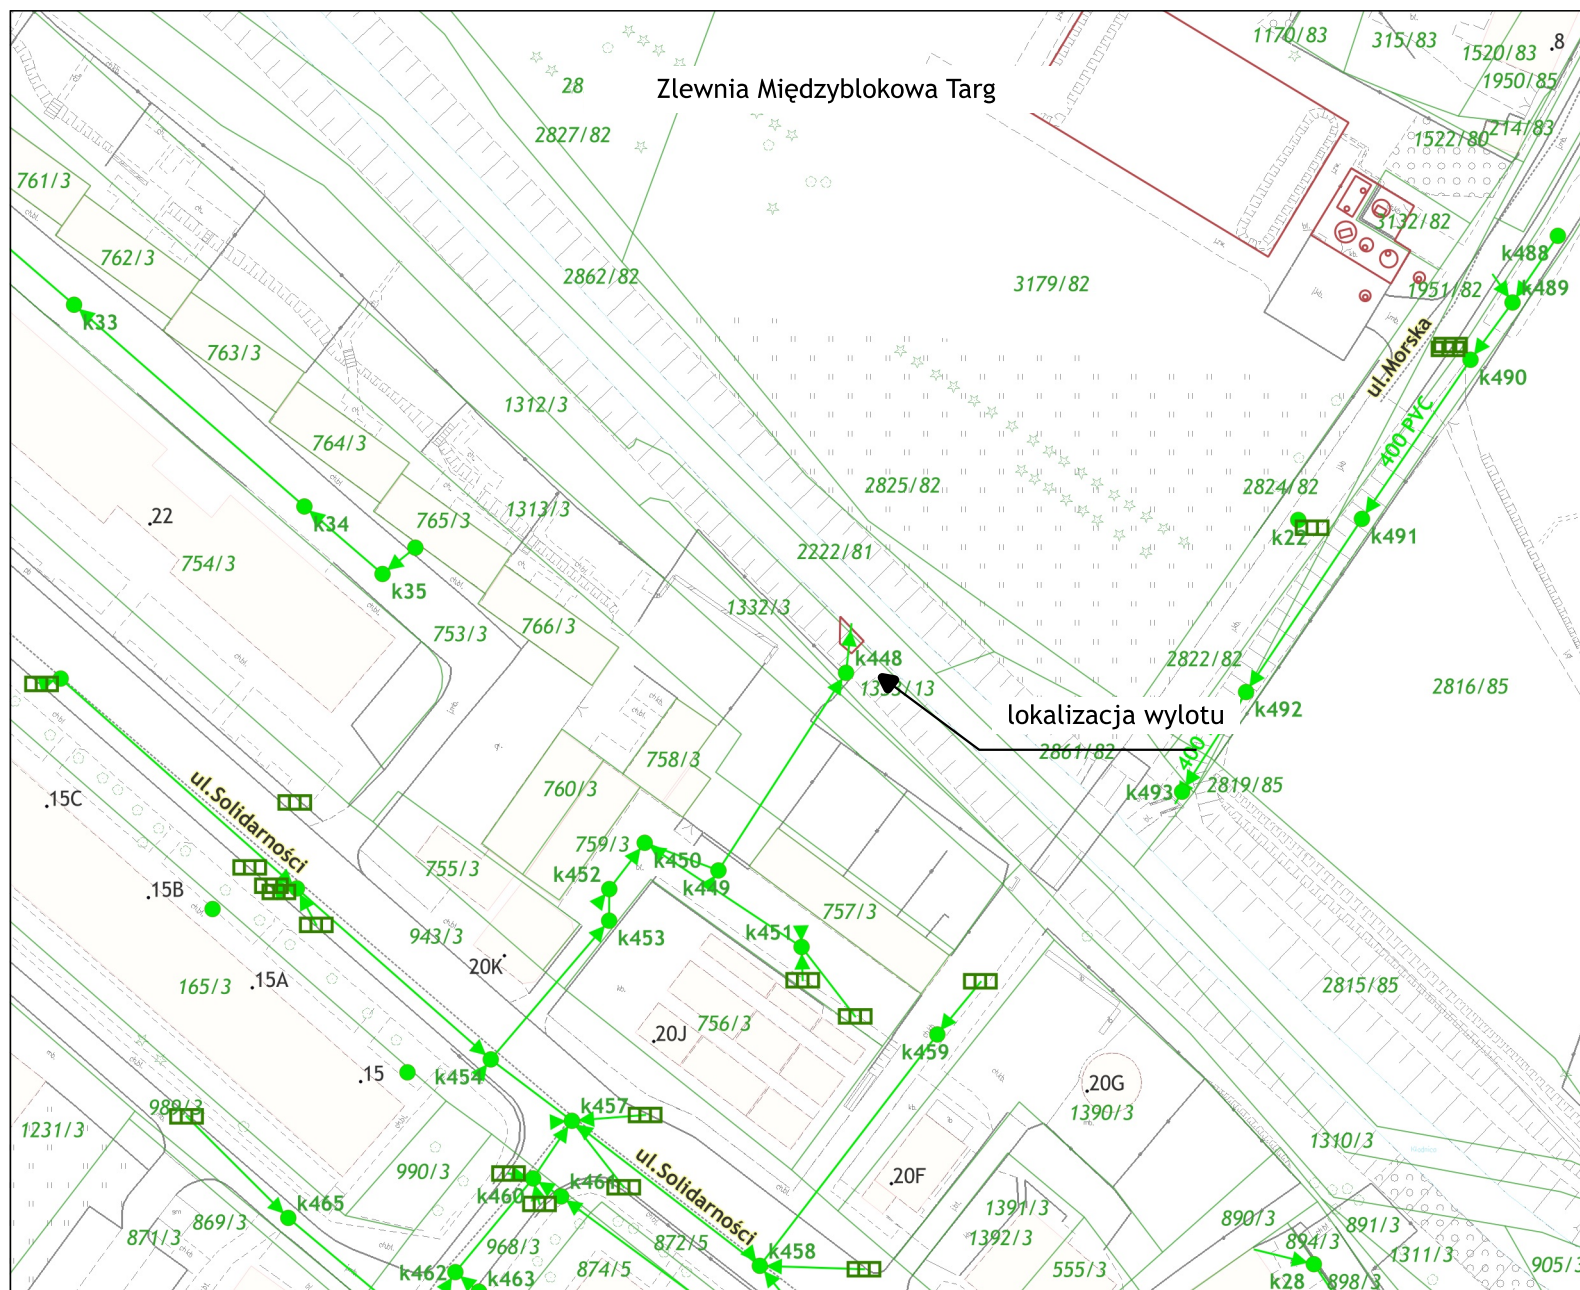 1170/83
315/83
.8
1520/83
1950/85
28
Zlewnia Międzyblokowa Targ
2827/82
214/83
1522/80
761/3
3132/82
762/3
k488
2862/82
3179/82
1951/82
k489
k33
763/3
ul.Morska
k490
1312/3
400 PVC
764/3
2825/82
2824/82
1313/3
.22
k34
765/3
k22
k491
2222/81
754/3
k35
1332/3
766/3
753/3
k448
2822/82
1333/13
2816/85
lokalizacja wylotu
k492
758/3
2861/82
400
760/3
2819/85
k493
.15C
ul.Solidarności
759/3
755/3
k450
k452
k449
.15B
757/3
943/3
k453
k451
20K
.15A
165/3
2815/85
756/3
.20J
k459
k454
.15
.20G
989/3
k457
1390/3
1231/3
1310/3
ul.Solidarności
990/3
.20F
k460
k461
k465
1391/3
869/3
890/3
891/3
871/3
968/3
872/5
1392/3
894/3
k458
1311/3
905/3
k462
k463
874/5
555/3
k28
898/3